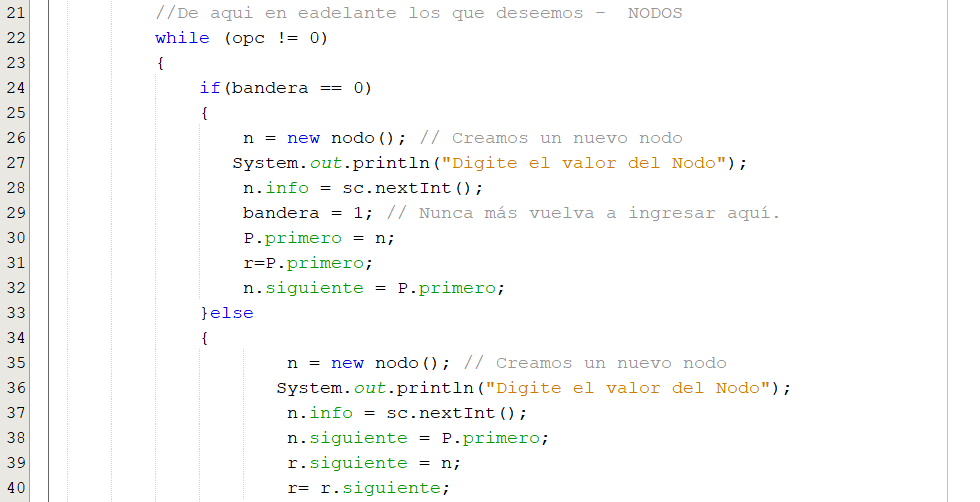 21 //De aqui en eadelante los que deseemos - NODOS
22 while (opc != 0)
23 {
24 if(bandera == 0)
25 {
26 n = new nodo(); // Creamos un nuevo nodo
27 System.out.println("Digite el valor del Nodo");
28 n.info = sc.nextInt();
29 bandera = 1; // Nunca más vuelva a ingresar aquí.
30 P.primero = n;
31 r=P.primero;
32 n.siguiente = P.primero;
33 }else
34 {
35 n = new nodo(); // Creamos un nuevo nodo
36 System.out.println("Digite el valor del Nodo");
37 n.info = sc.nextInt();
38 n.siguiente = P.primero;
39 r.siguiente = n;
40 r= r.siguiente;